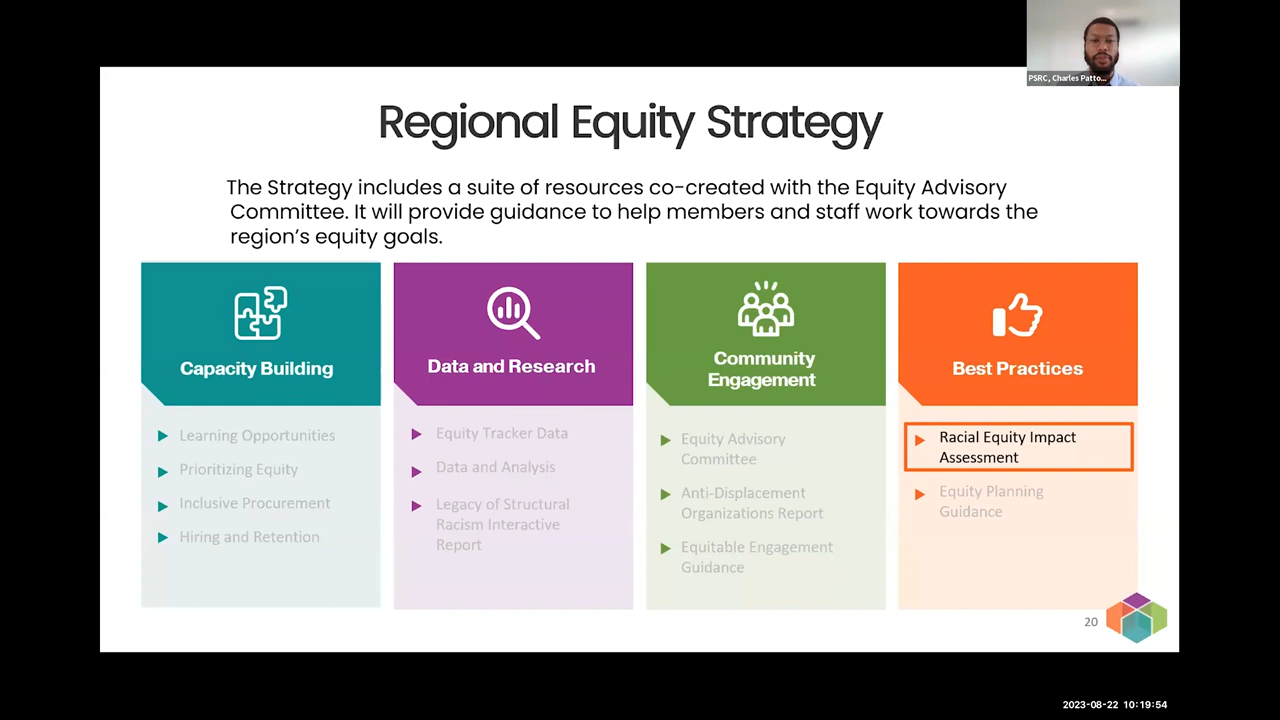 PSRC, Charles Patto...
Regional Equity Strategy
The Strategy includes a suite of resources co-created with the Equity Advisory
Committee. It will provide guidance to help members and staff work towards the
region's equity goals.
Capacity Building
Learning Opportunities
Prioritizing Equity
Inclusive Procurement
Hiring and Retention
Data and Research
Equity Tracker Data
Data and Analysis
Legacy of Structural
Racism Interactive
Report
Community
Engagement
Equity Advisory
Committee
Anti-Displacement
Organizations Report
Equitable Engagement
Guidance
Best Practices
Racial Equity Impact
Assessment
Equity Planning
Guidance
20
2023-08-22 10:19:54